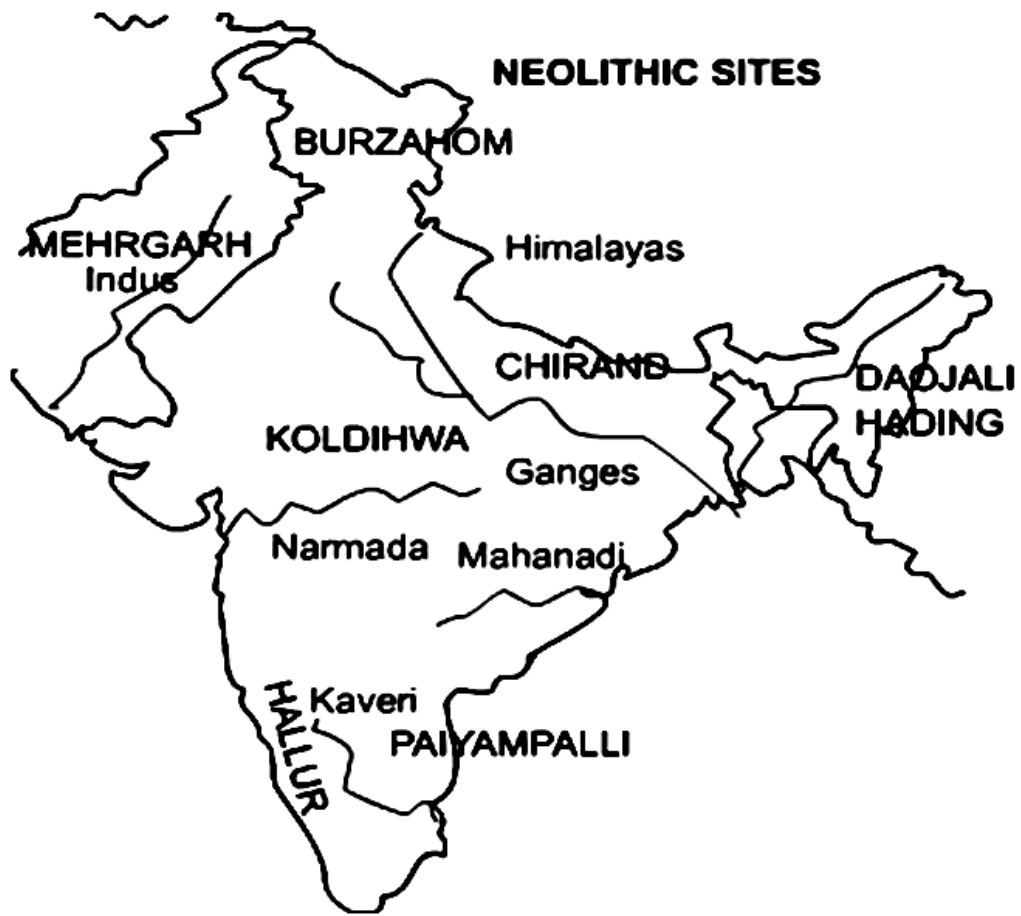 NEOLITHIC SITES
BURZAHOM
MEHRGARH
Indus
Himalayas
CHIRAND
DAOJALI
HADING
KOLDIHWA
Ganges
Narmada
Mahanadi
Kaveri
HALLUR
PAIYAMPALLI